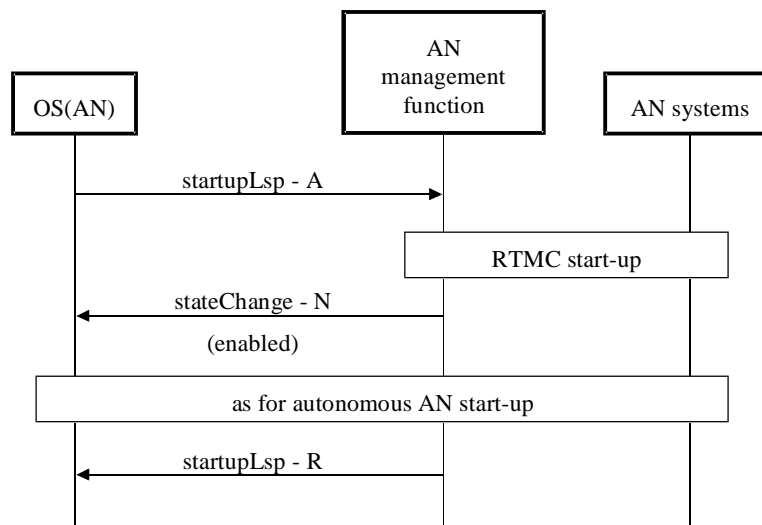 AN
management
function
OS(AN)
AN systems
startupLsp - A
RTMC start-up
stateChange - N
(enabled)
as for autonomous AN start-up
startupLsp - R